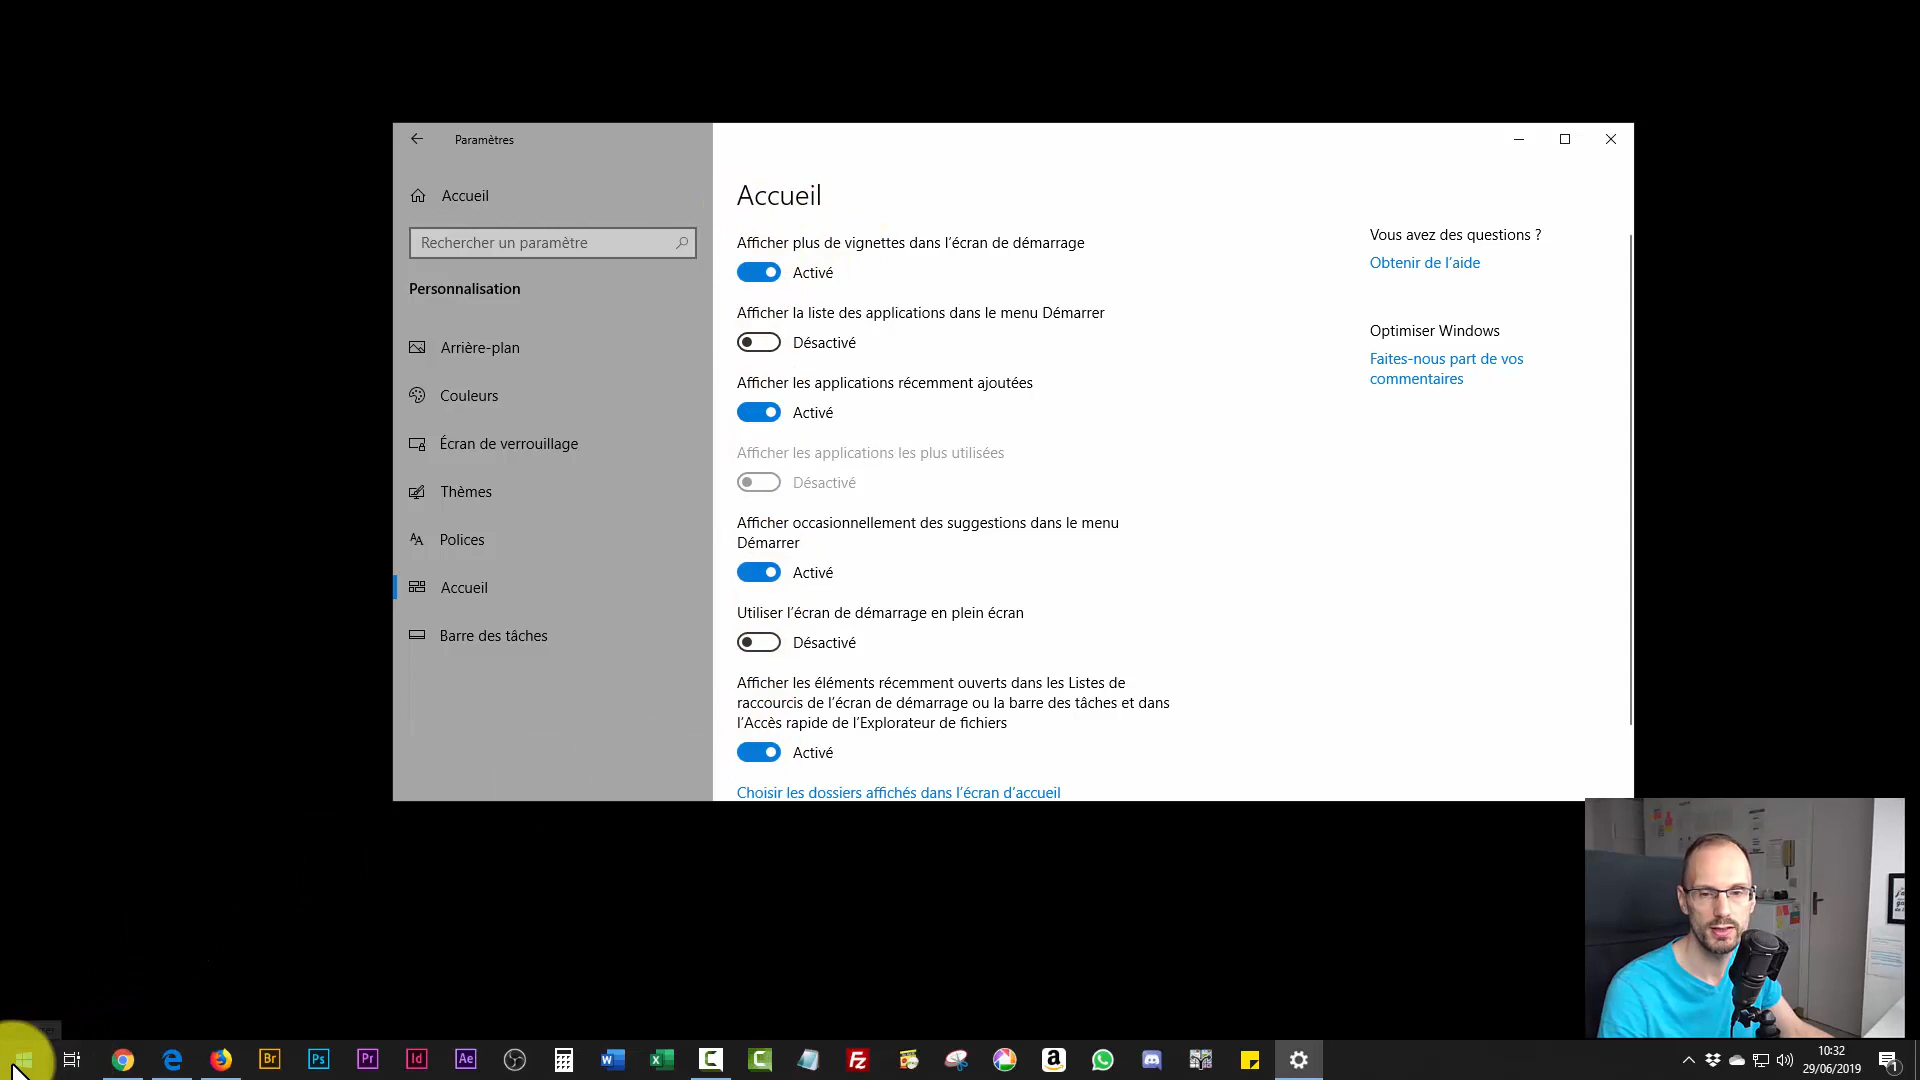 Paramètres
Accueil
Rechercher un paramètre
Personnalisation
Arrière-plan
Couleurs
Écran de verrouillage
Thèmes
Polices
Accueil
Barre des tâches
Accueil
Afficher plus de vignettes dans l’écran de démarrage
Activé
Afficher la liste des applications dans le menu Démarrer
Désactivé
Afficher les applications récemment ajoutées
Activé
Afficher les applications les plus utilisées
Désactivé
Afficher occasionnellement des suggestions dans le menu
Démarrer
Activé
Utiliser l’écran de démarrage en plein écran
Désactivé
Afficher les éléments récemment ouverts dans les Listes de
raccourcis de l’écran de démarrage ou la barre des tâches et dans
l’Accès rapide de l’Explorateur de fichiers
Activé
Choisir les dossiers affichés dans l’écran d’accueil
Vous avez des questions ?
Obtenir de l’aide
Optimiser Windows
Faites-nous part de vos
commentaires
Br
Ps
Pr
Id
Ae
10:32
29/06/2019
1